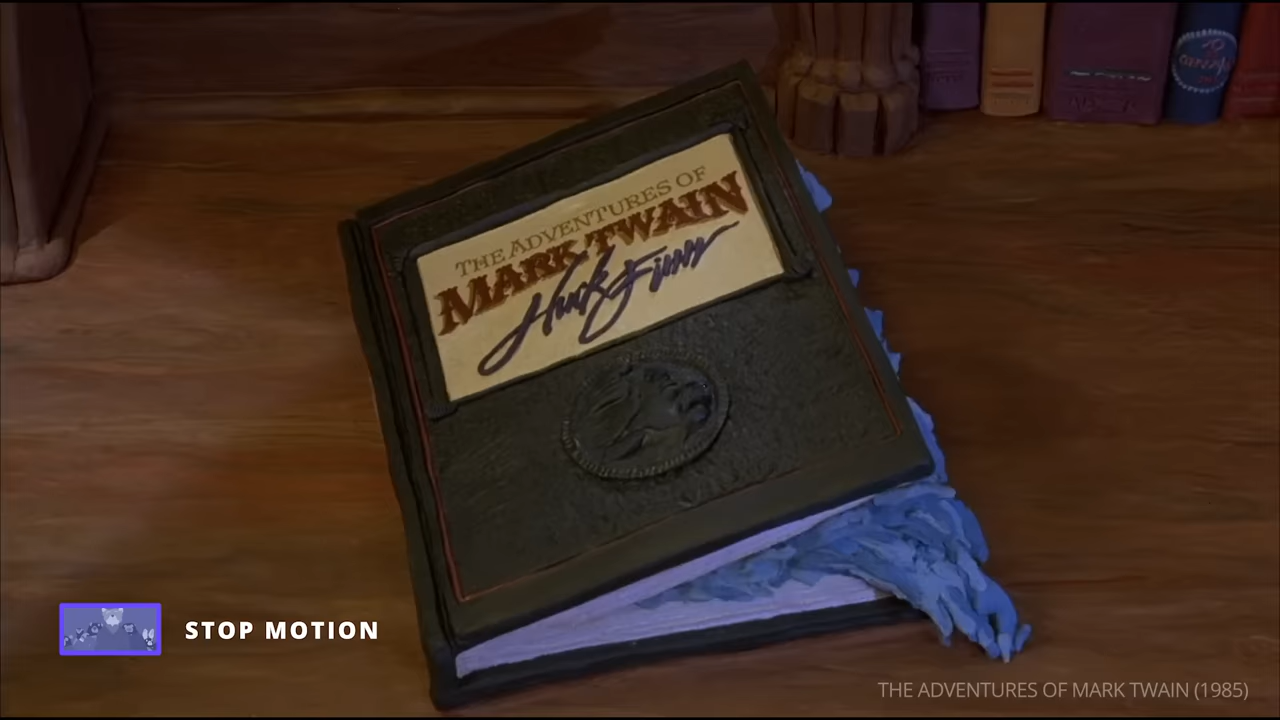 THE ADVENTURES OF
MARK TWAIN
Huck Finn
STOP MOTION
THE ADVENTURES OF MARK TWAIN (1985)